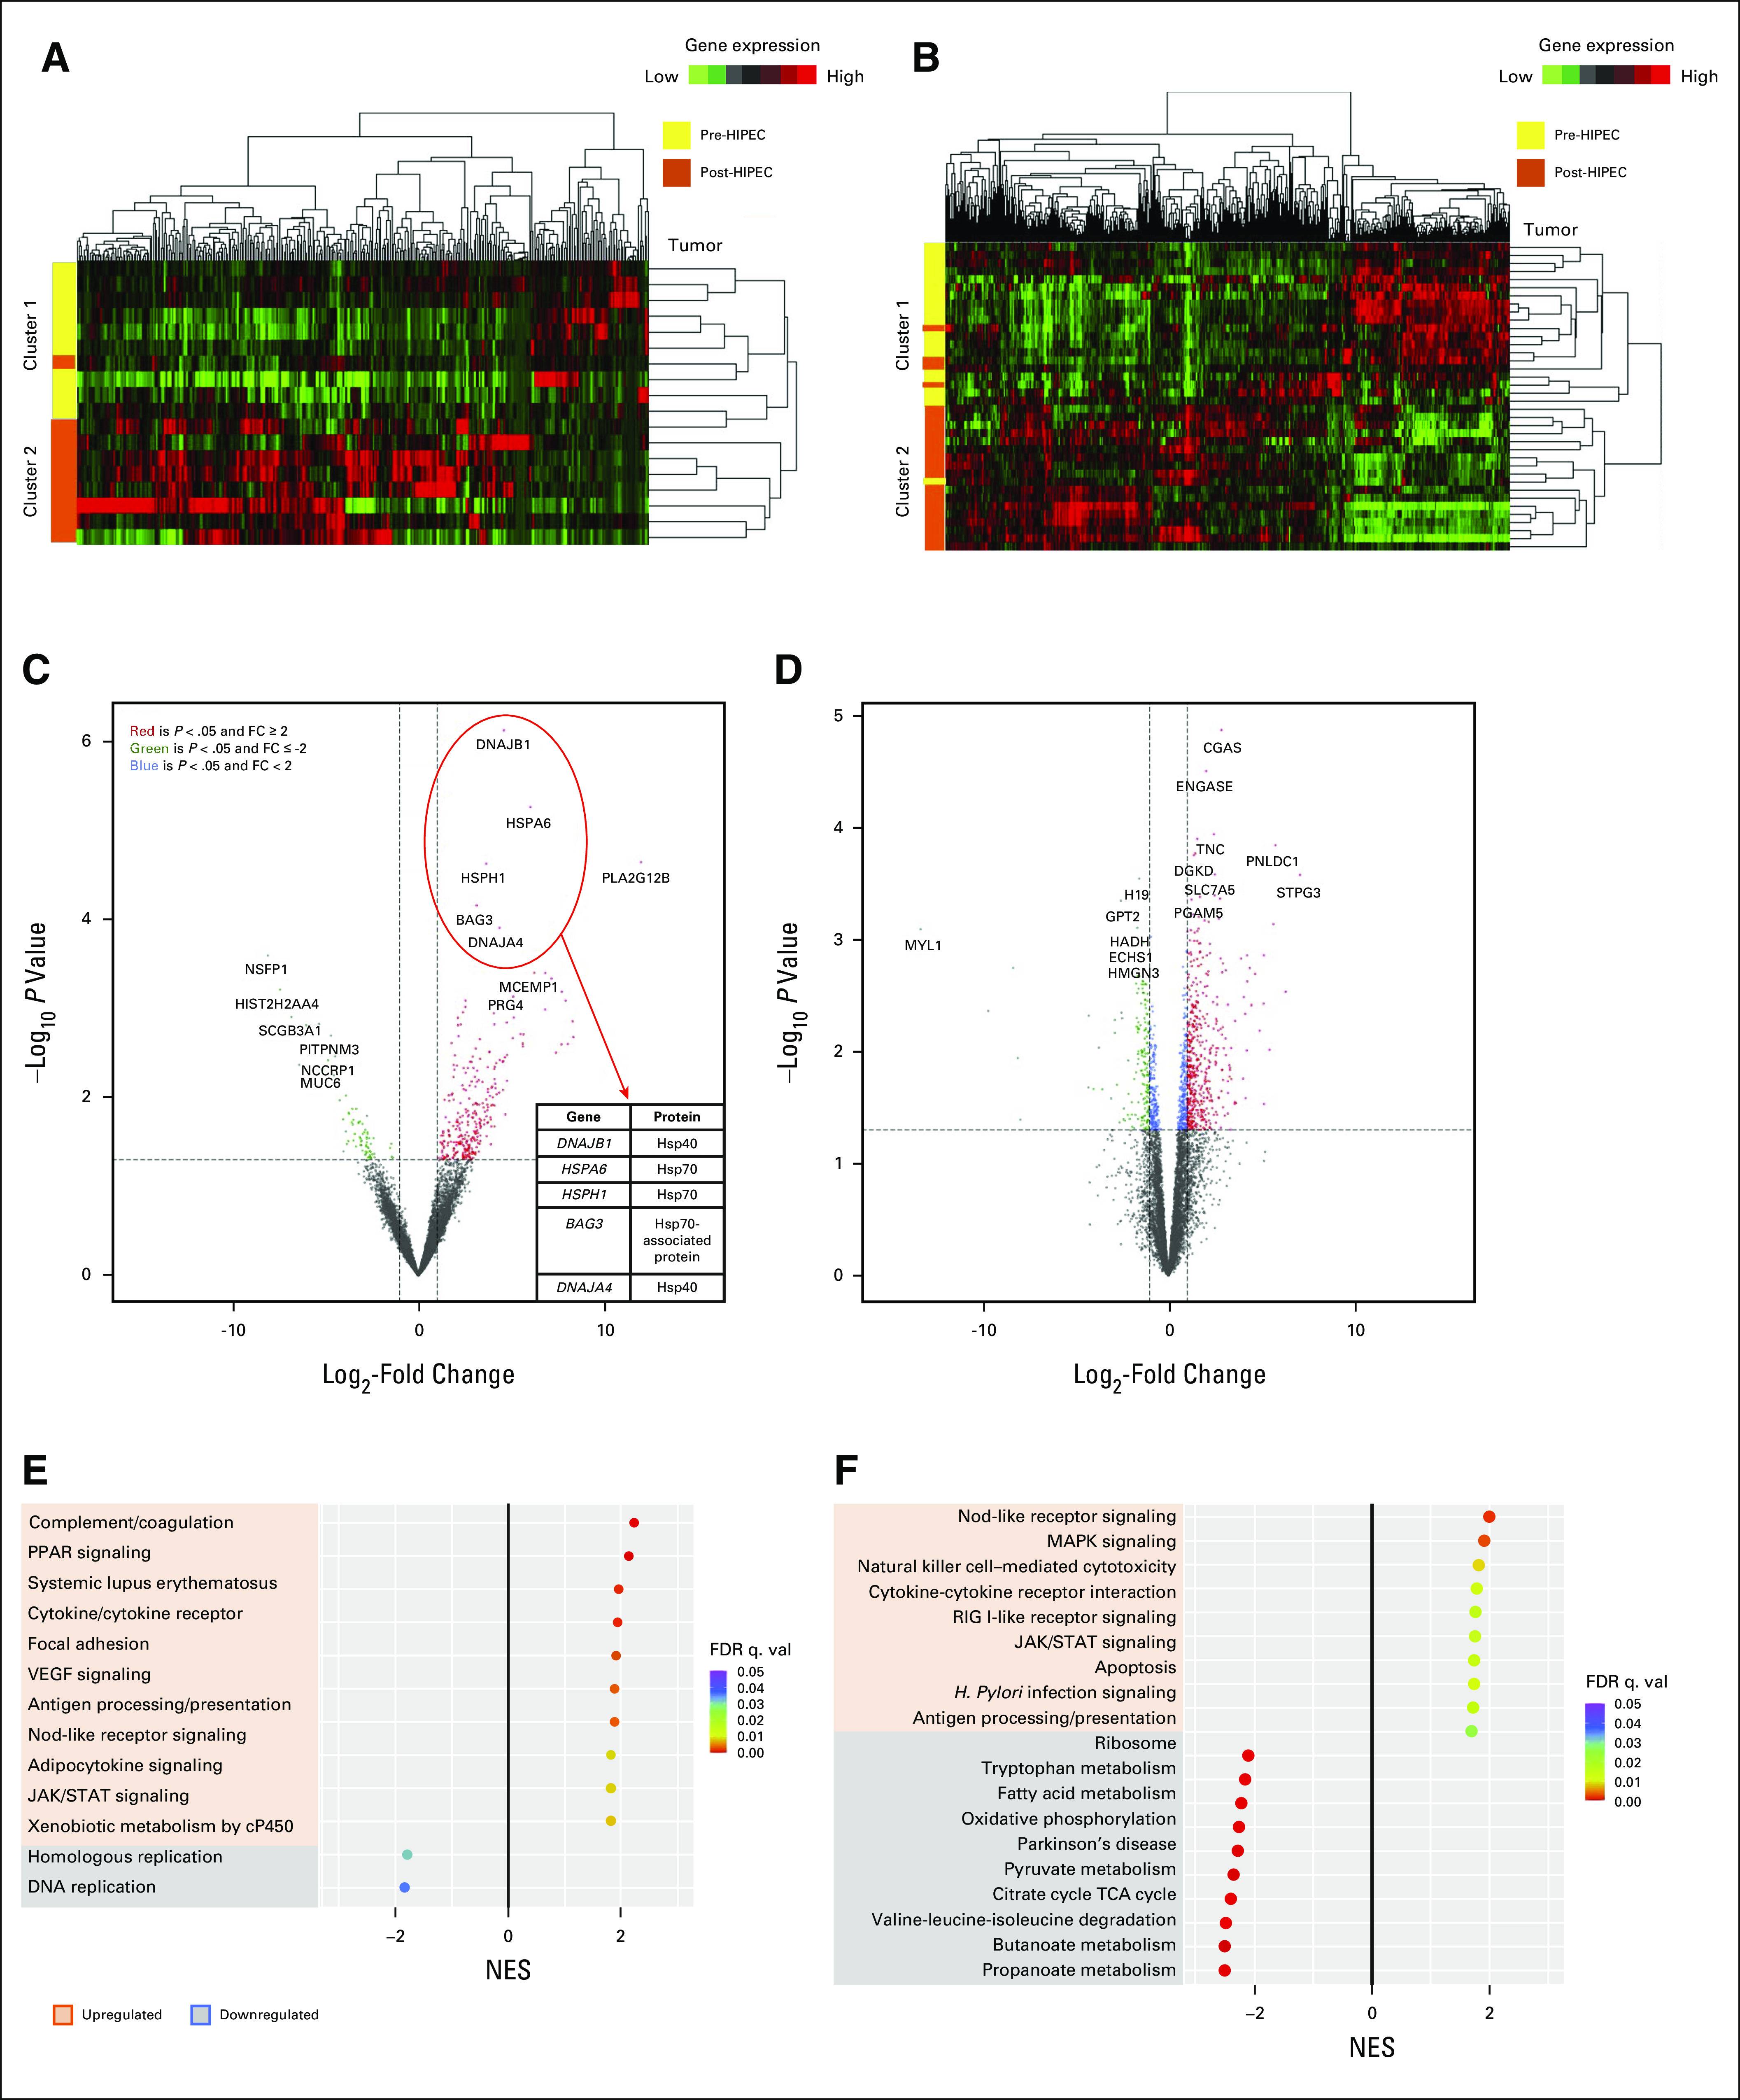 A
Gene expression
Low High
Pre-HIPEC
Post-HIPEC
Tumor
Cluster 1
Cluster 2
B
Gene expression
Low High
Pre-HIPEC
Post-HIPEC
Tumor
Cluster 1
Cluster 2
C
Red is P < .05 and FC ≥ 2
Green is P < .05 and FC ≤ -2
Blue is P < .05 and FC < 2
DNAJB1
HSPA6
HSPH1
PLA2G12B
BAG3
DNAJA4
NSFP1
MCEMP1
HIST2H2AA4
PRG4
SCGB3A1
PITPNM3
NCCRP1
MUC6
Gene Protein
DNAJB1 Hsp40
HSPA6 Hsp70
HSPH1 Hsp70
BAG3 Hsp70-
associated
protein
DNAJA4 Hsp40
6
4
2
0
–Log10 P Value
-10 0 10
Log2-Fold Change
D
CGAS
ENGASE
TNC
PNLDC1
DGKD
SLC7A5
STPG3
H19
PGAM5
GPT2
MYL1
HADH
ECHS1
HMGN3
5
4
3
2
1
0
–Log10 P Value
-10 0 10
Log2-Fold Change
E
Complement/coagulation
PPAR signaling
Systemic lupus erythematosus
Cytokine/cytokine receptor
Focal adhesion
VEGF signaling
Antigen processing/presentation
Nod-like receptor signaling
Adipocytokine signaling
JAK/STAT signaling
Xenobiotic metabolism by cP450
Homologous replication
DNA replication
–2 0 2
NES
FDR q. val
0.05
0.04
0.03
0.02
0.01
0.00
Upregulated
Downregulated
F
Nod-like receptor signaling
MAPK signaling
Natural killer cell–mediated cytotoxicity
Cytokine-cytokine receptor interaction
RIG I-like receptor signaling
JAK/STAT signaling
Apoptosis
H. Pylori infection signaling
Antigen processing/presentation
Ribosome
Tryptophan metabolism
Fatty acid metabolism
Oxidative phosphorylation
Parkinson's disease
Pyruvate metabolism
Citrate cycle TCA cycle
Valine-leucine-isoleucine degradation
Butanoate metabolism
Propanoate metabolism
–2 0 2
NES
FDR q. val
0.05
0.04
0.03
0.02
0.01
0.00